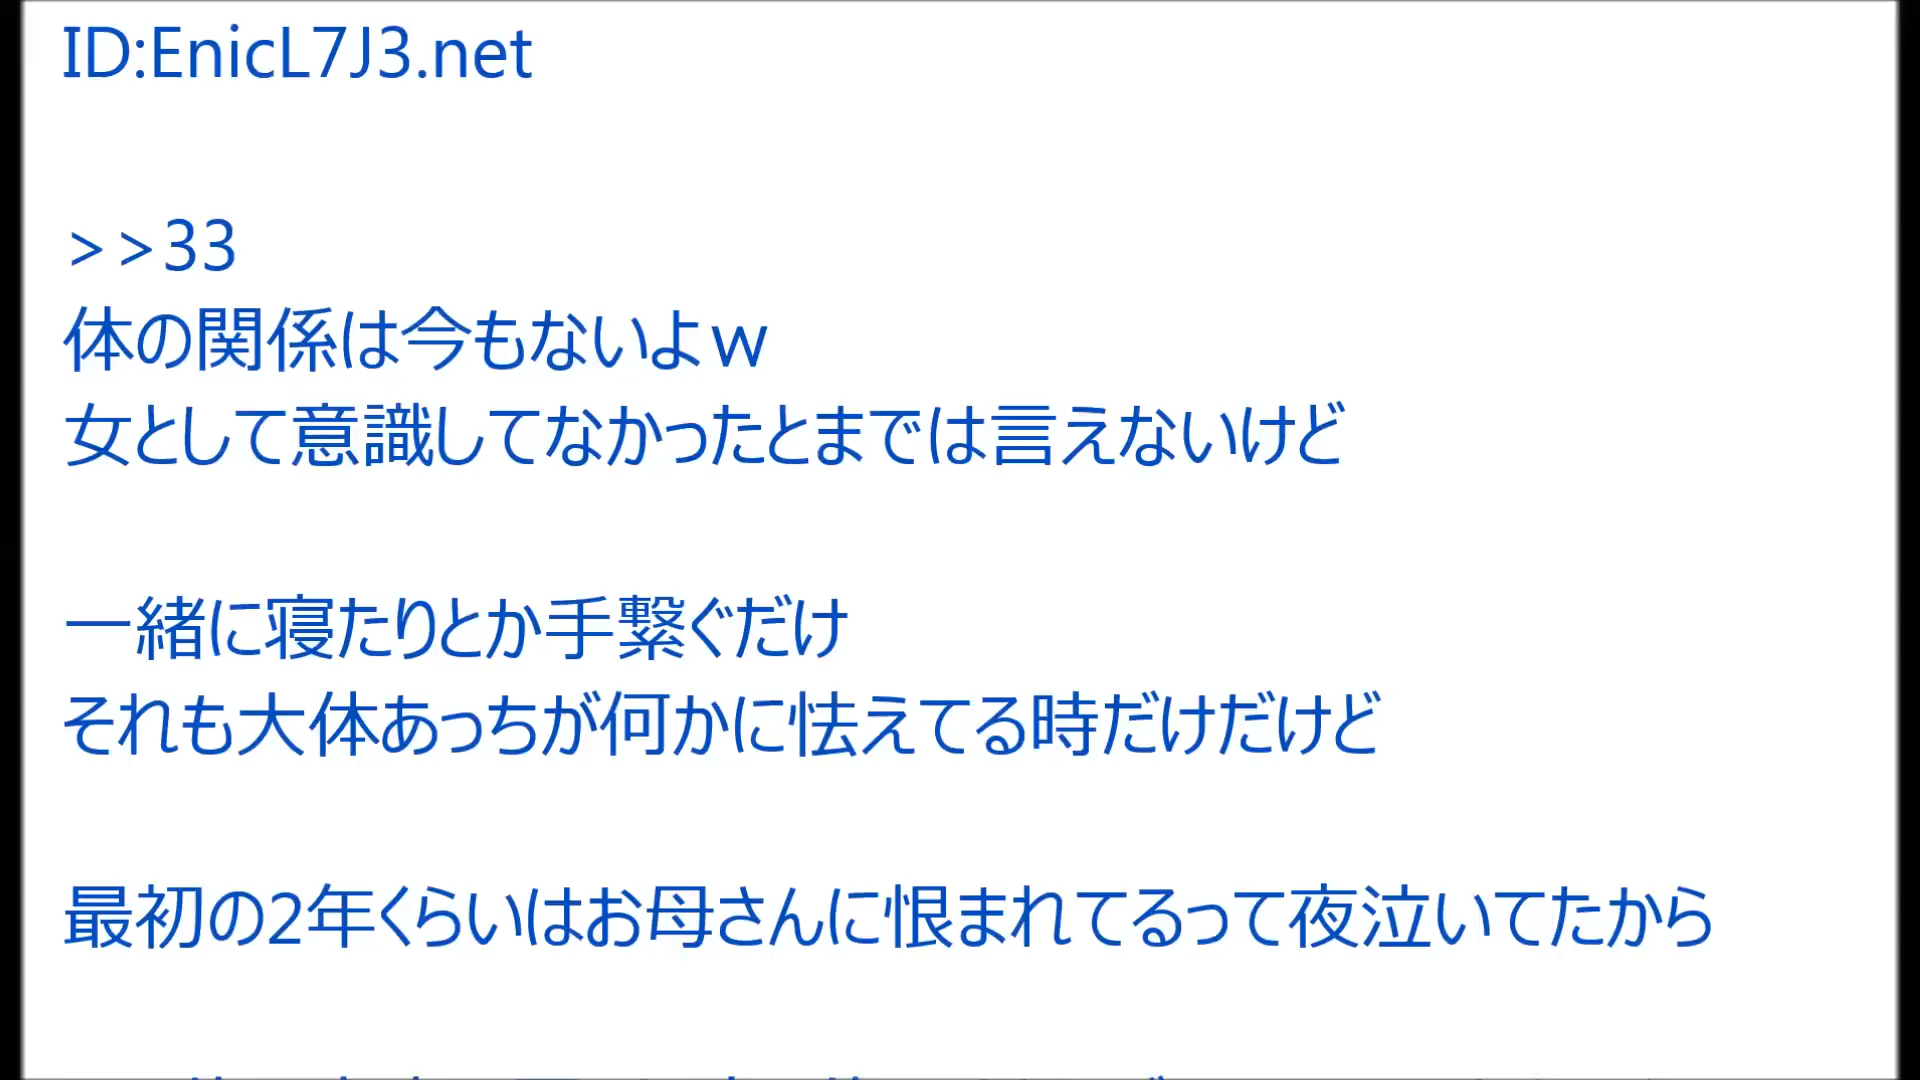 ID:EnicL7J3.net
>>33
体の関係は今もないよｗ
女として意識してなかったとまでは言えないけど
一緒に寝たりとか手繋ぐだけ
それも大体あっちが何かに怯えてる時だけだけど
最初の2年くらいはお母さんに恨まれてるって夜泣いてたから